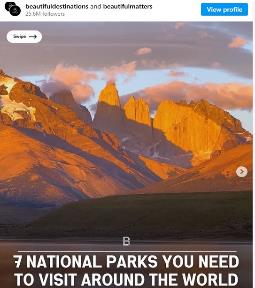 beautifuldestinations and beautifulmatters
25.6M followers
View profile
Swipe
B
7 NATIONAL PARKS YOU NEED
TO VISIT AROUND THE WORLD